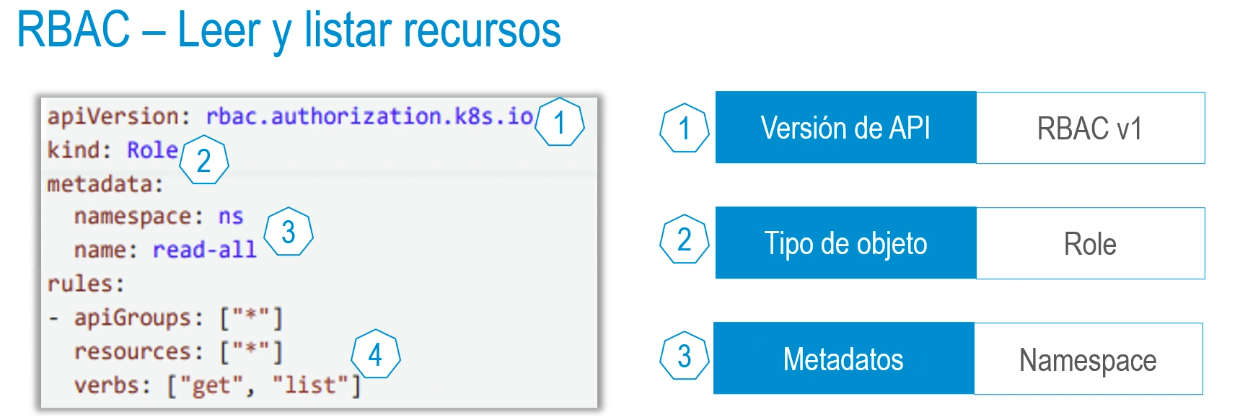 RBAC – Leer y listar recursos
apiVersion: rbac.authorization.k8s.io 1
kind: Role 2
metadata:
  namespace: ns
  name: read-all 3
rules:
- apiGroups: ["*"]
  resources: ["*"] 4
  verbs: ["get", "list"]
1 Versión de API RBAC v1
2 Tipo de objeto Role
3 Metadatos Namespace